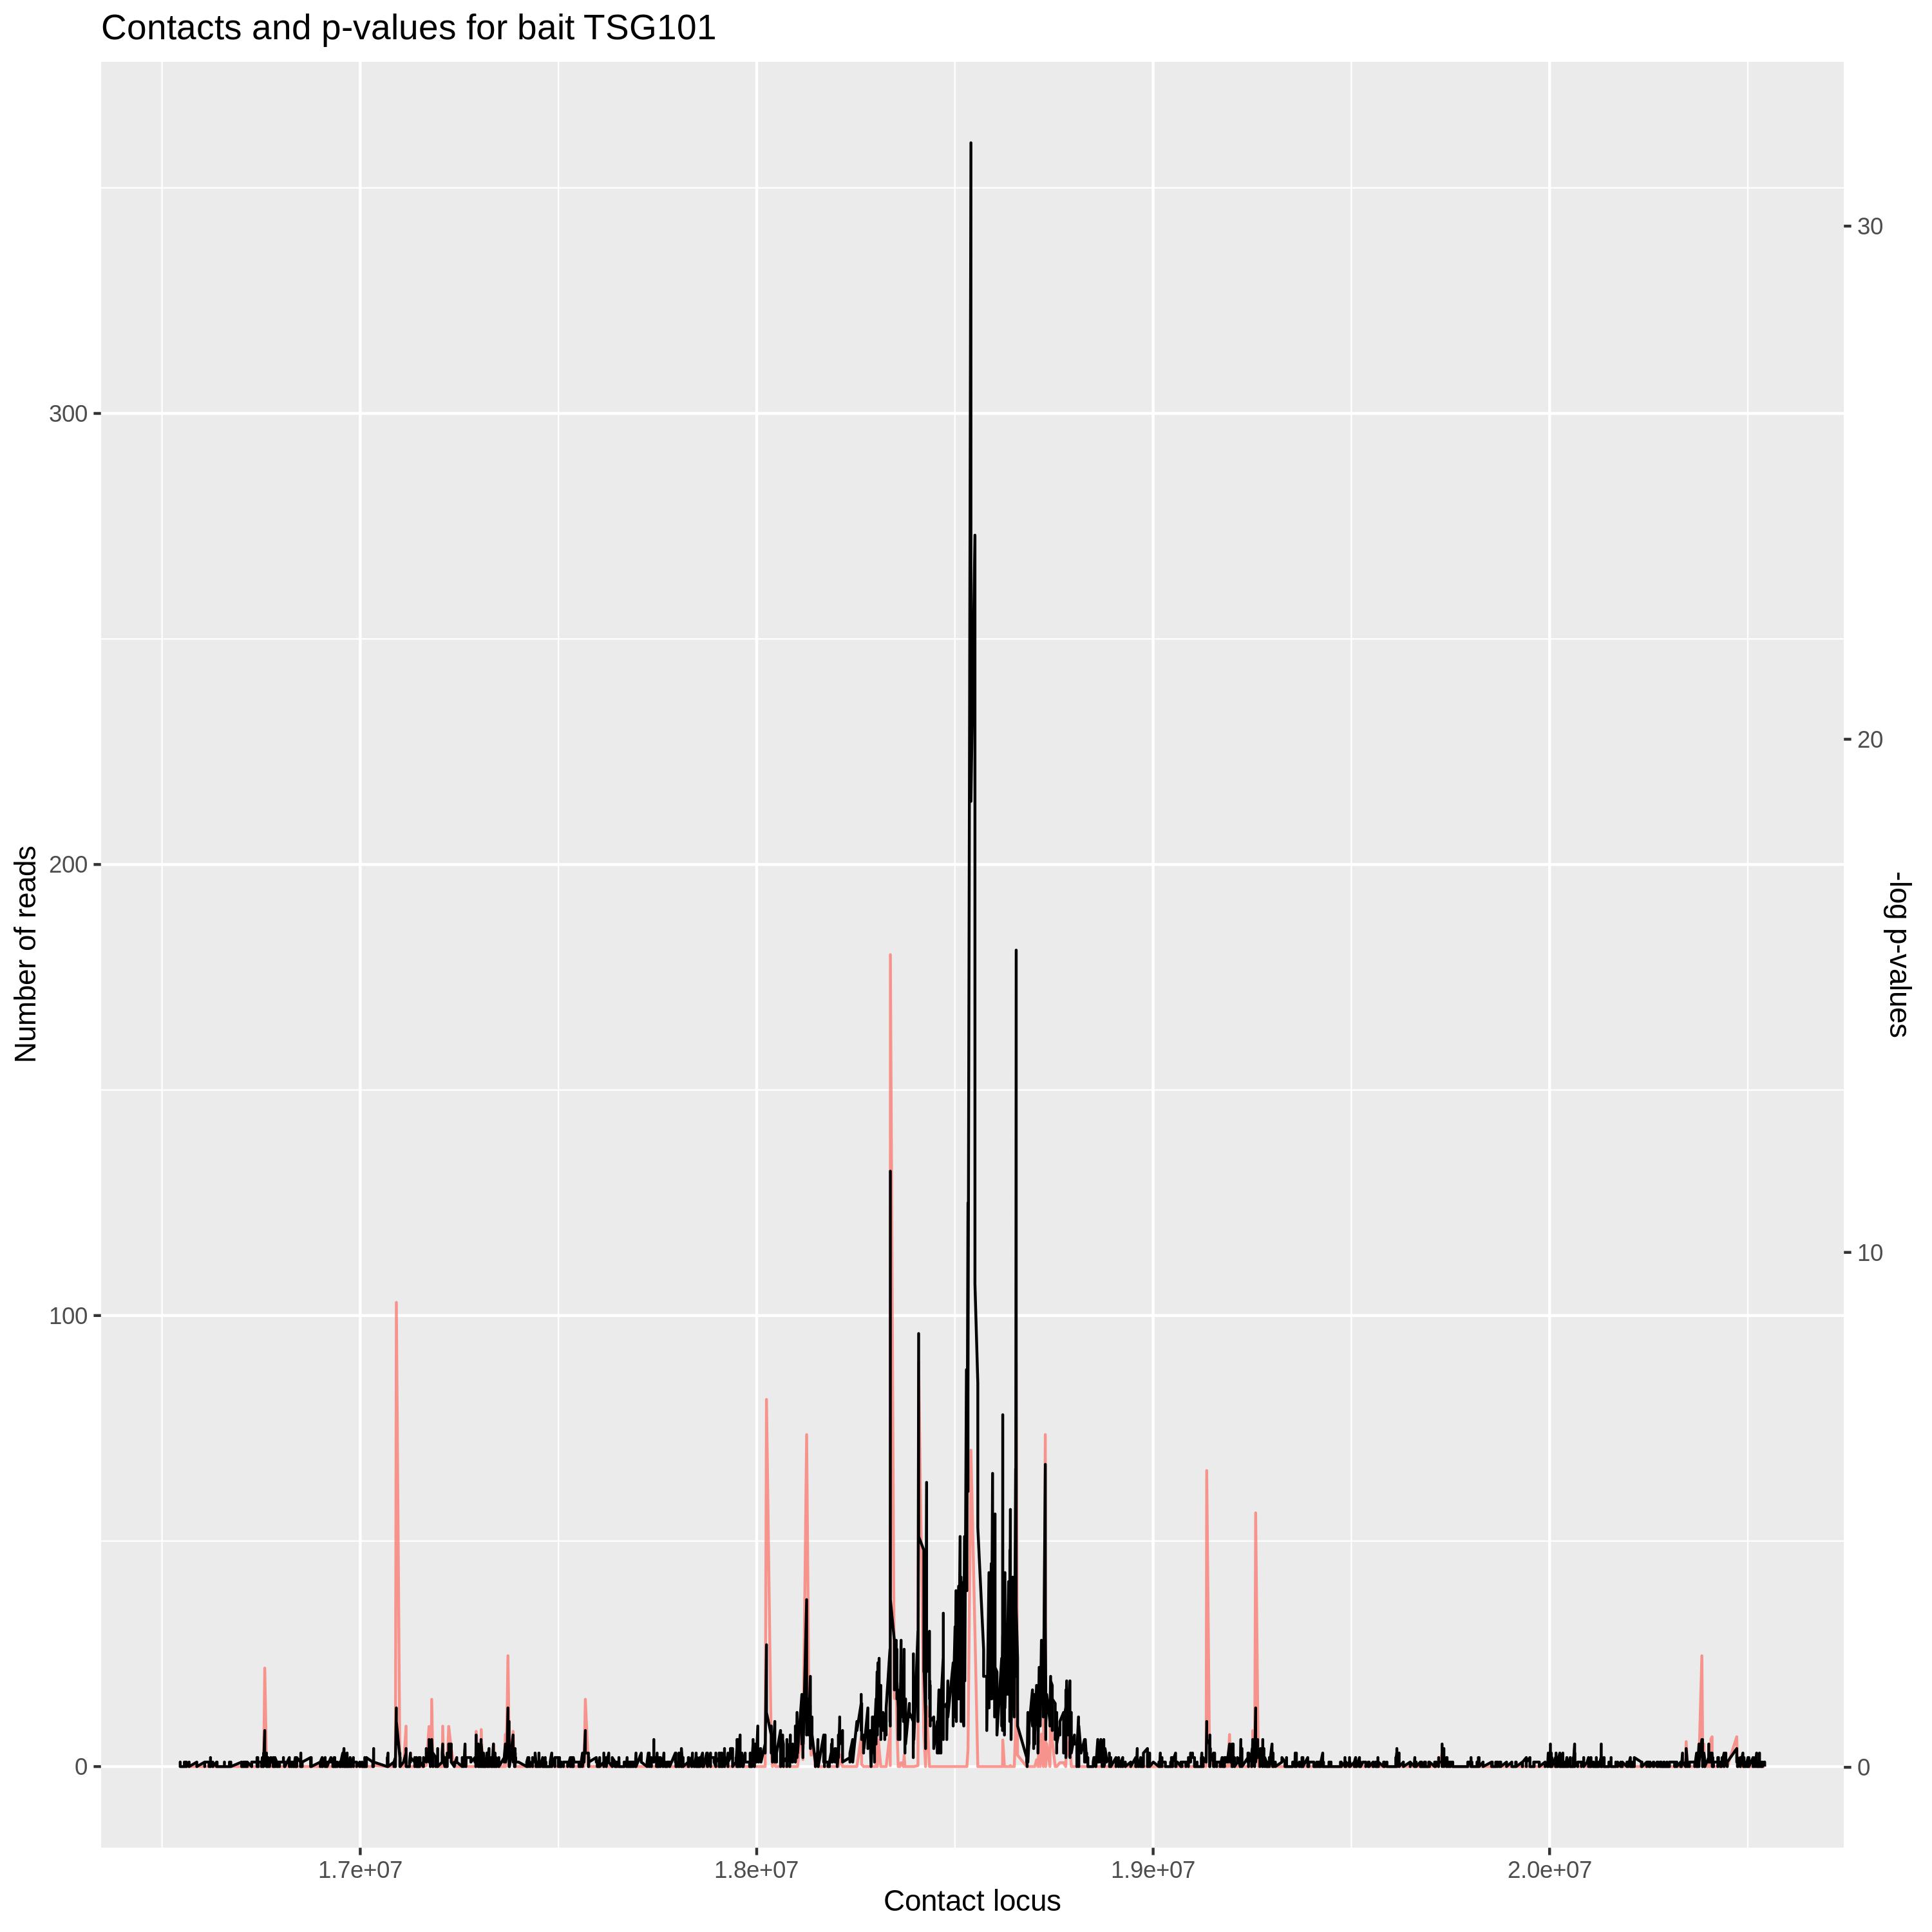 Contacts and p-values for bait TSG101
Number of reads
300
200
100
0
30
20
10
0
-log p-values
1.7e+07 1.8e+07 1.9e+07 2.0e+07
Contact locus